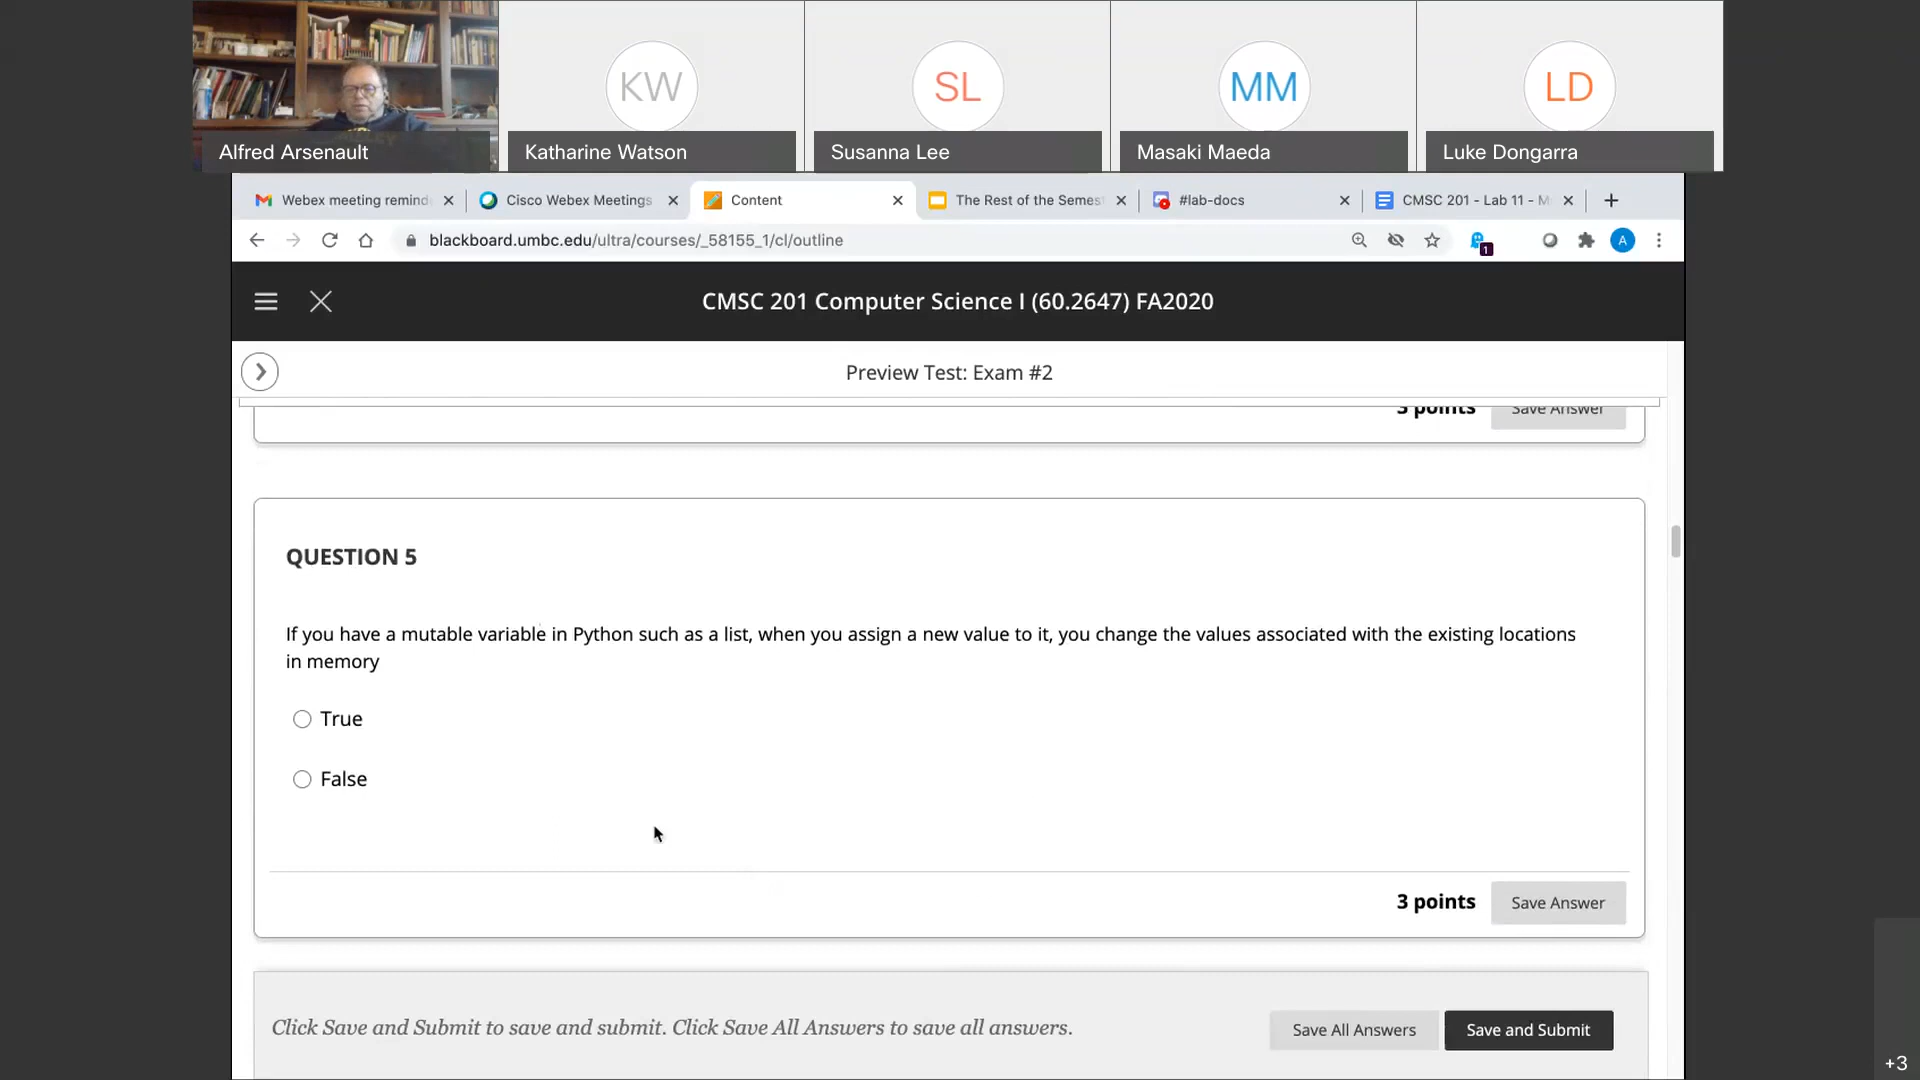 KW
SL
MM
LD
Alfred Arsenault
Katharine Watson
Susanna Lee
Masaki Maeda
Luke Dongarra
Webex meeting remind
Cisco Webex Meetings
Content
The Rest of the Semes
#lab-docs
CMSC 201 - Lab 11 - M
blackboard.umbc.edu/ultra/courses/_58155_1/cl/outline
1
A
CMSC 201 Computer Science I (60.2647) FA2020
Preview Test: Exam #2
3 points
Save Answer
QUESTION 5
If you have a mutable variable in Python such as a list, when you assign a new value to it, you change the values associated with the existing locations
in memory
True
False
3 points
Save Answer
Click Save and Submit to save and submit. Click Save All Answers to save all answers.
Save All Answers
Save and Submit
+3